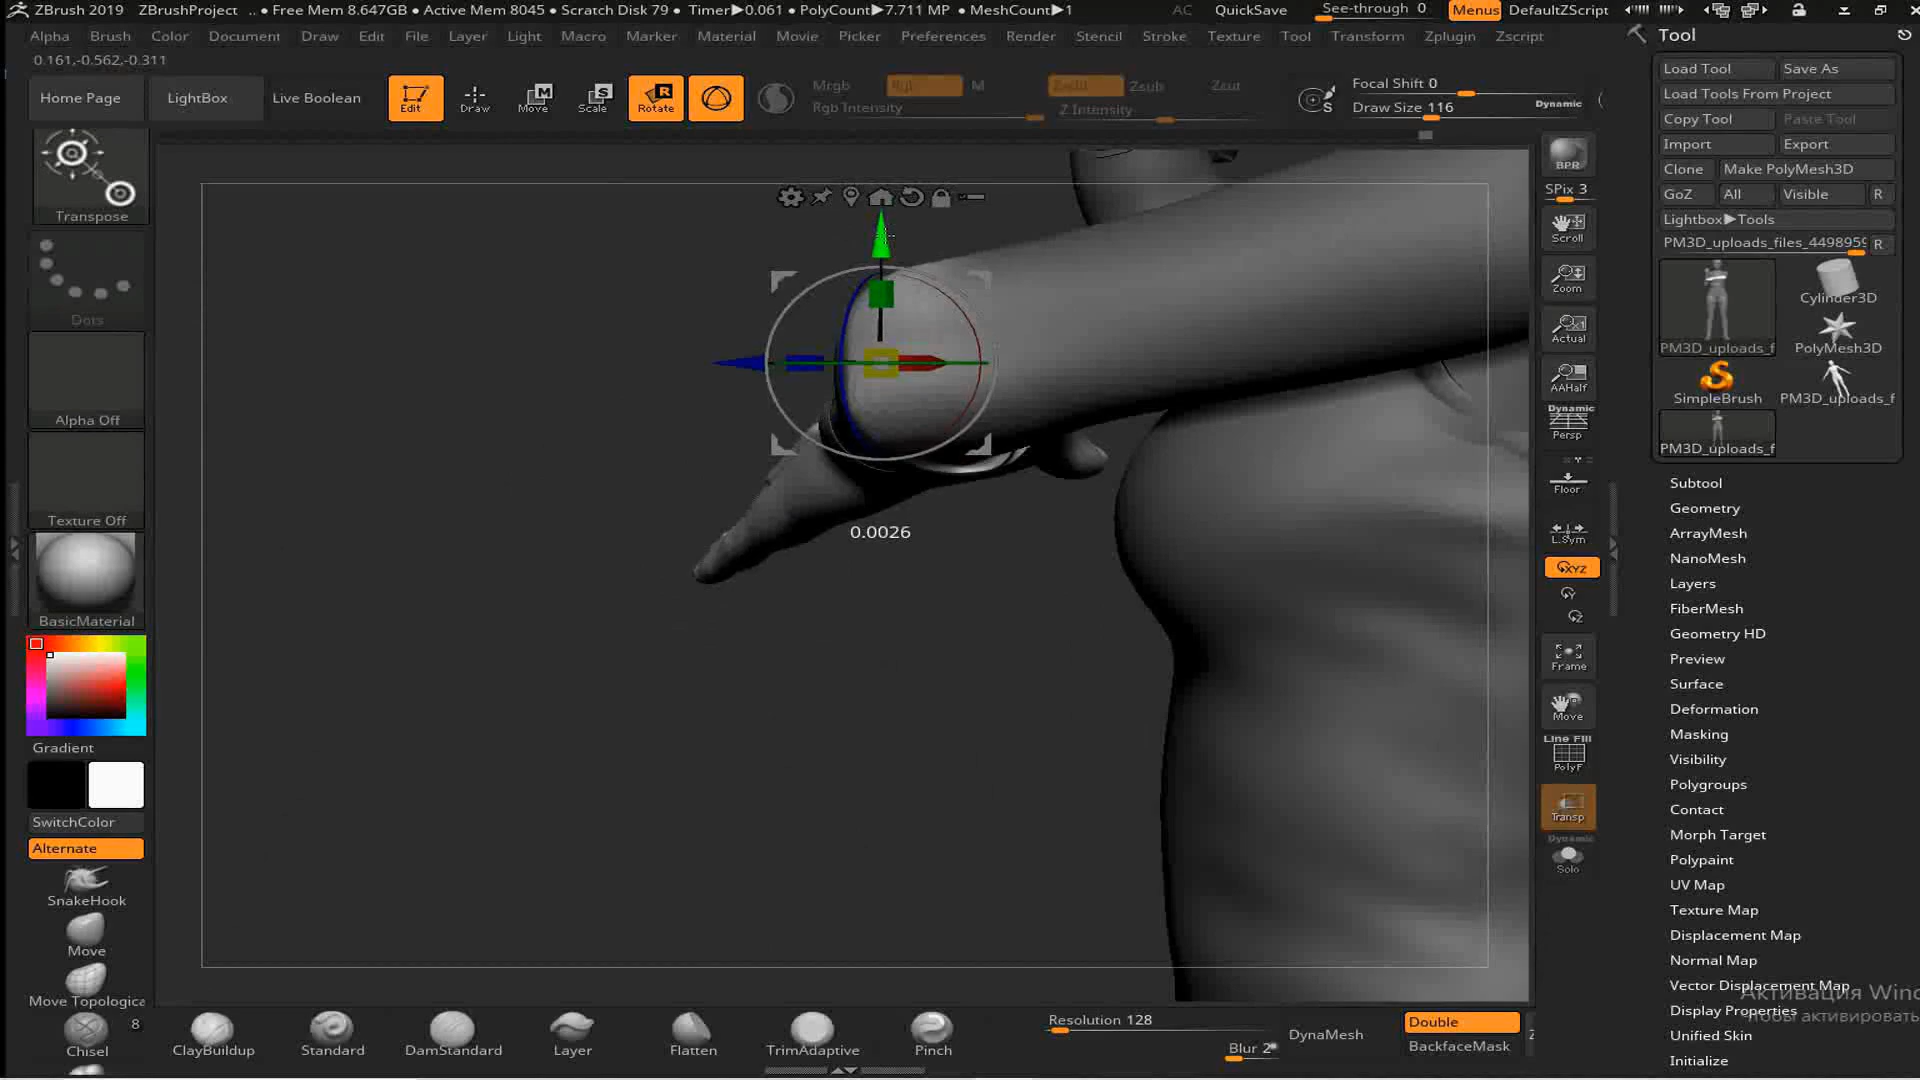 ZBrush 2019 ZBrushProject .. • Free Mem 8.647GB • Active Mem 8045 • Scratch Disk 79 • Timer▶0.061 • PolyCount▶7.711 MP • MeshCount▶1 AC QuickSave See-through 0 Menus DefaultZScript
Alpha Brush Color Document Draw Edit File Layer Light Macro Marker Material Movie Picker Preferences Render Stencil Stroke Texture Tool Transform Zplugin Zscript
Tool
0.161,-0.562,-0.311
Home Page LightBox Live Boolean
Edit Draw Move Scale Rotate
Mrgb Rgb M
Rgb Intensity
Zadd Zsub Zcut
Z Intensity
Focal Shift 0
Draw Size 116 Dynamic
Load Tool Save As
Load Tools From Project
Copy Tool Paste Tool
Import Export
Clone Make PolyMesh3D
GoZ All Visible R
Lightbox▶Tools
PM3D_uploads_files_449895 R
PM3D_uploads_f Cylinder3D
PolyMesh3D
SimpleBrush PM3D_uploads_f
PM3D_uploads_f
Subtool
Geometry
ArrayMesh
NanoMesh
Layers
FiberMesh
Geometry HD
Preview
Surface
Deformation
Masking
Visibility
Polygroups
Contact
Morph Target
Polypaint
UV Map
Texture Map
Displacement Map
Normal Map
Vector Displacement Map
Display Properties
Unified Skin
Initialize
Активация Wind
Чтобы активировать
Transpose
Dots
Alpha Off
Texture Off
BasicMaterial
Gradient
SwitchColor
Alternate
SnakeHook
Move
Move Topologica
8
Chisel
0.0026
BPR
SPix 3
Scroll
Zoom
Actual
AAHalf
Dynamic
Persp
Floor
L.Sym
XYZ
Y
Z
Frame
Move
Line Fill
PolyF
Transp
Dynamic
Solo
ClayBuildup Standard DamStandard Layer Flatten TrimAdaptive Pinch
Resolution 128
Blur 2
DynaMesh
Double
BackfaceMask